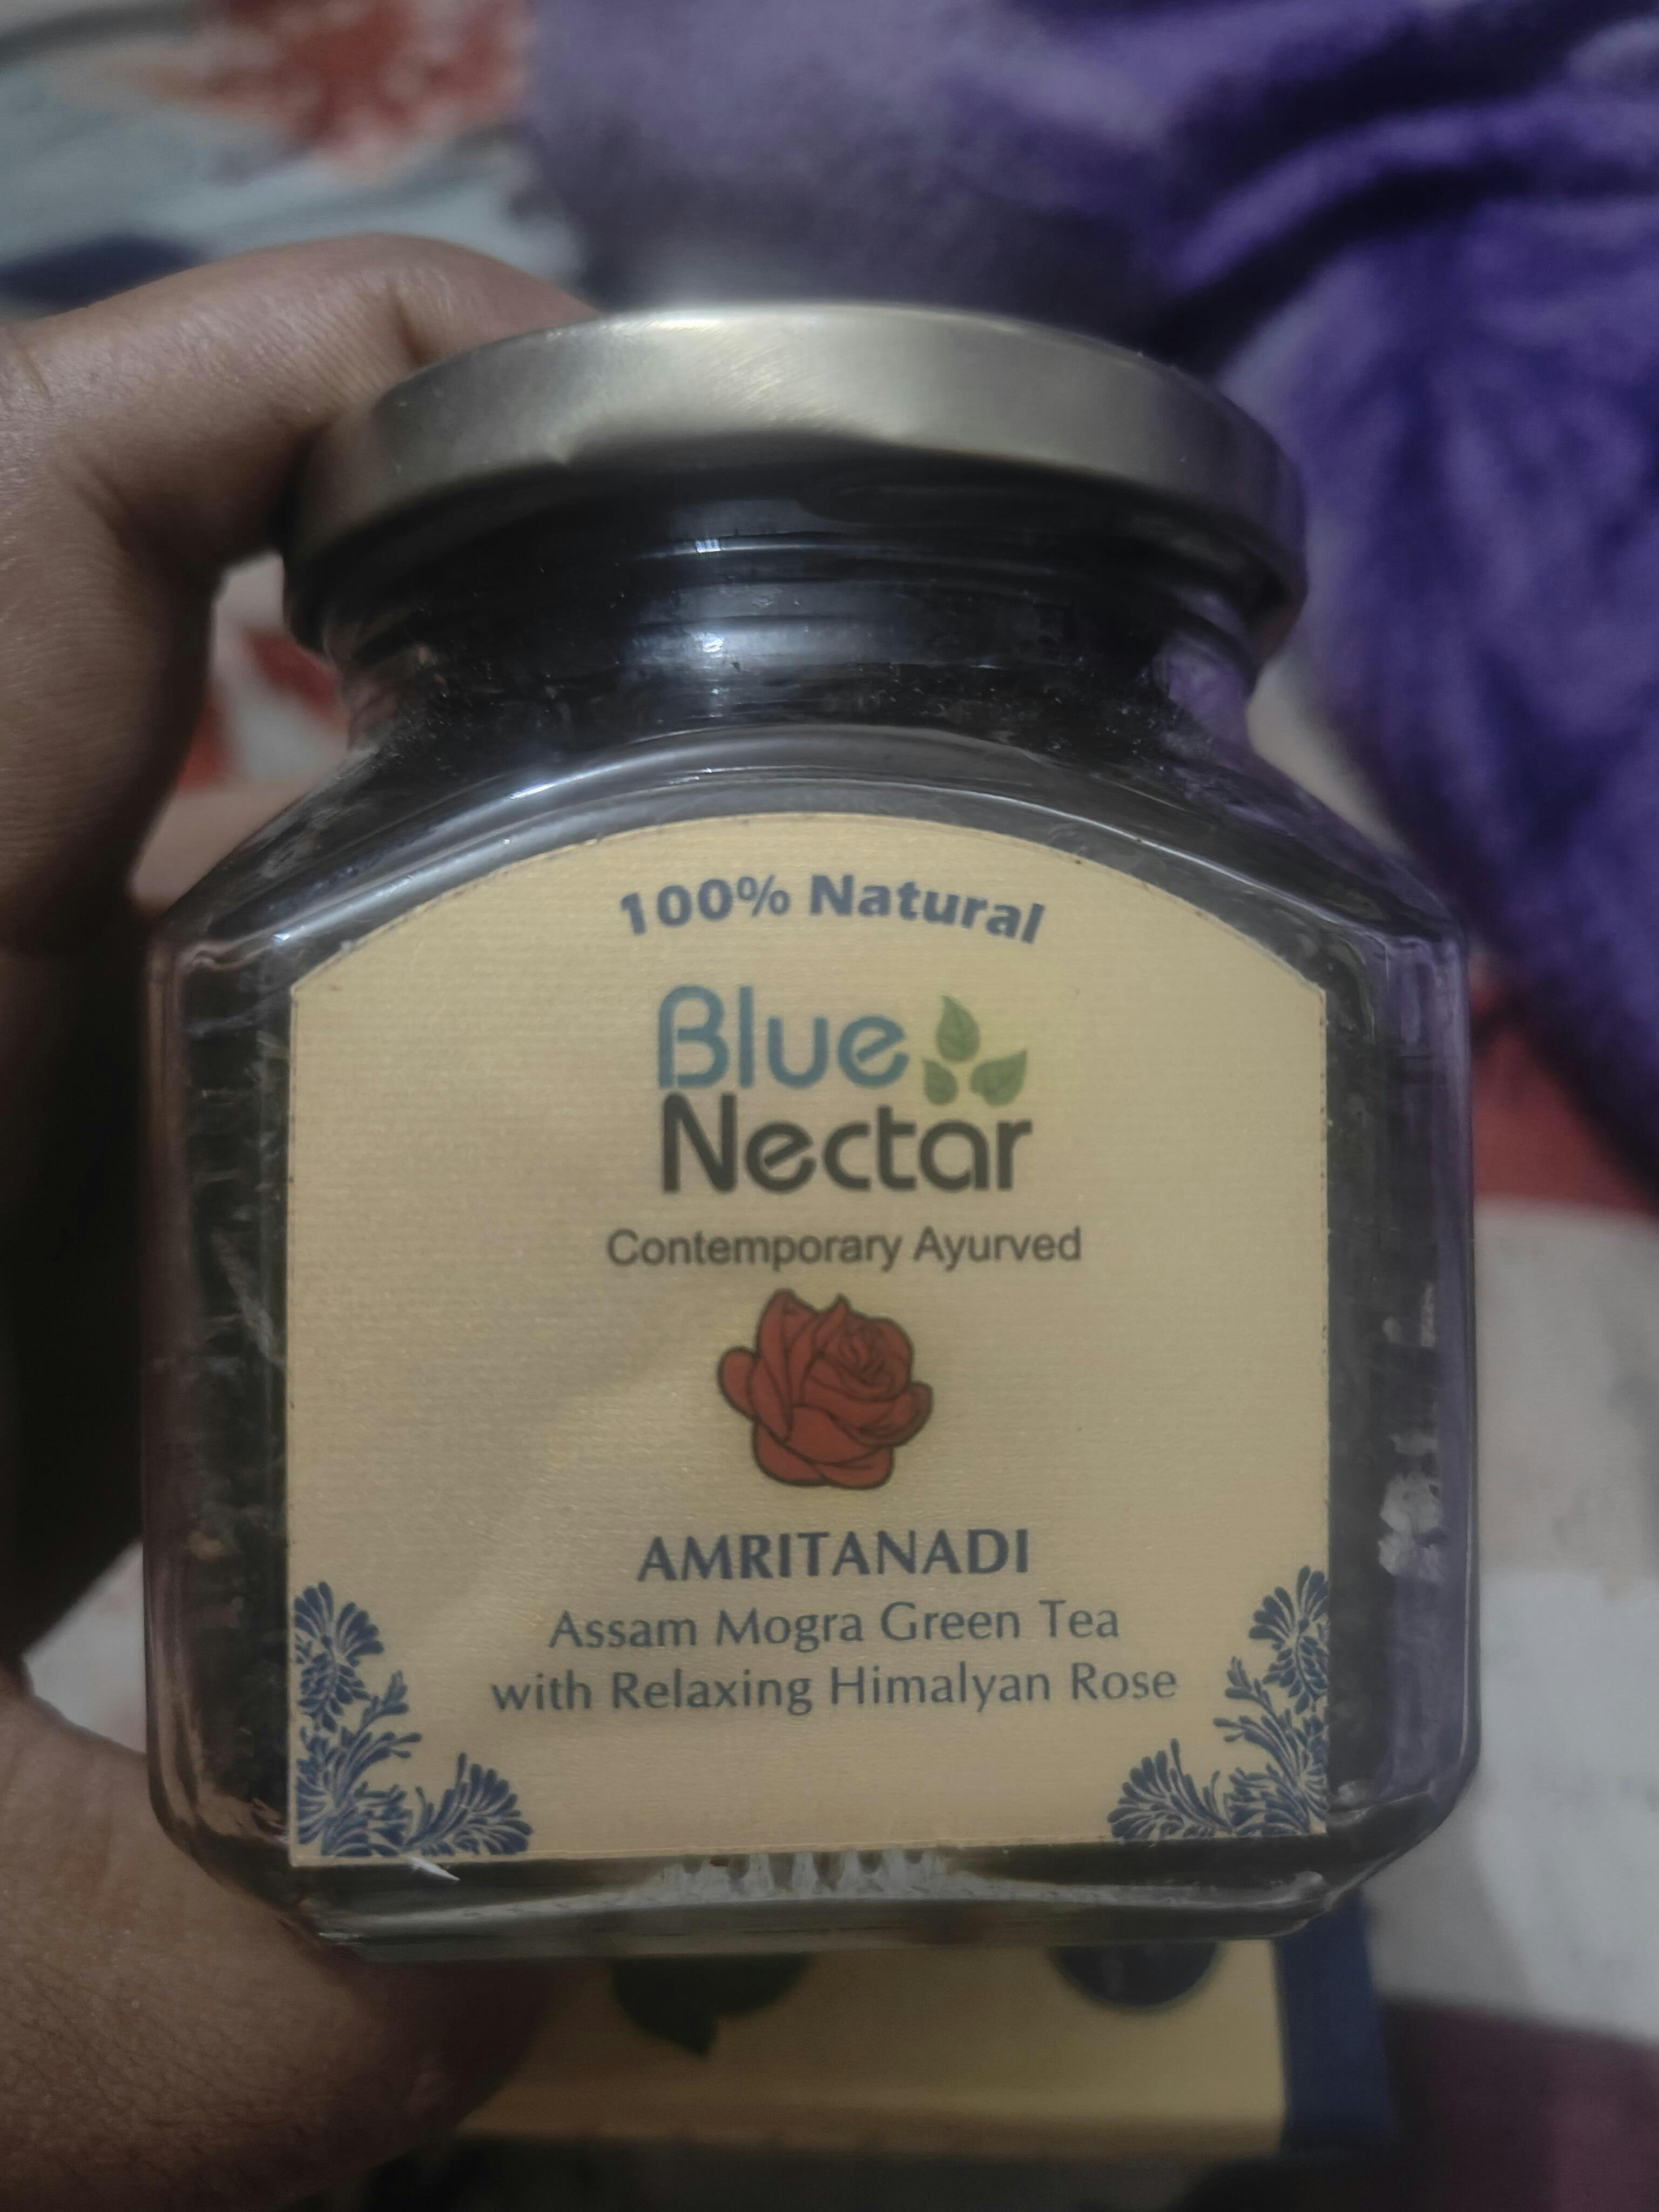 100% Natural
Blue
Nectar
Contemporary Ayurved
AMRITANADI
Assam Mogra Green Tea
with Relaxing Himalyan Rose